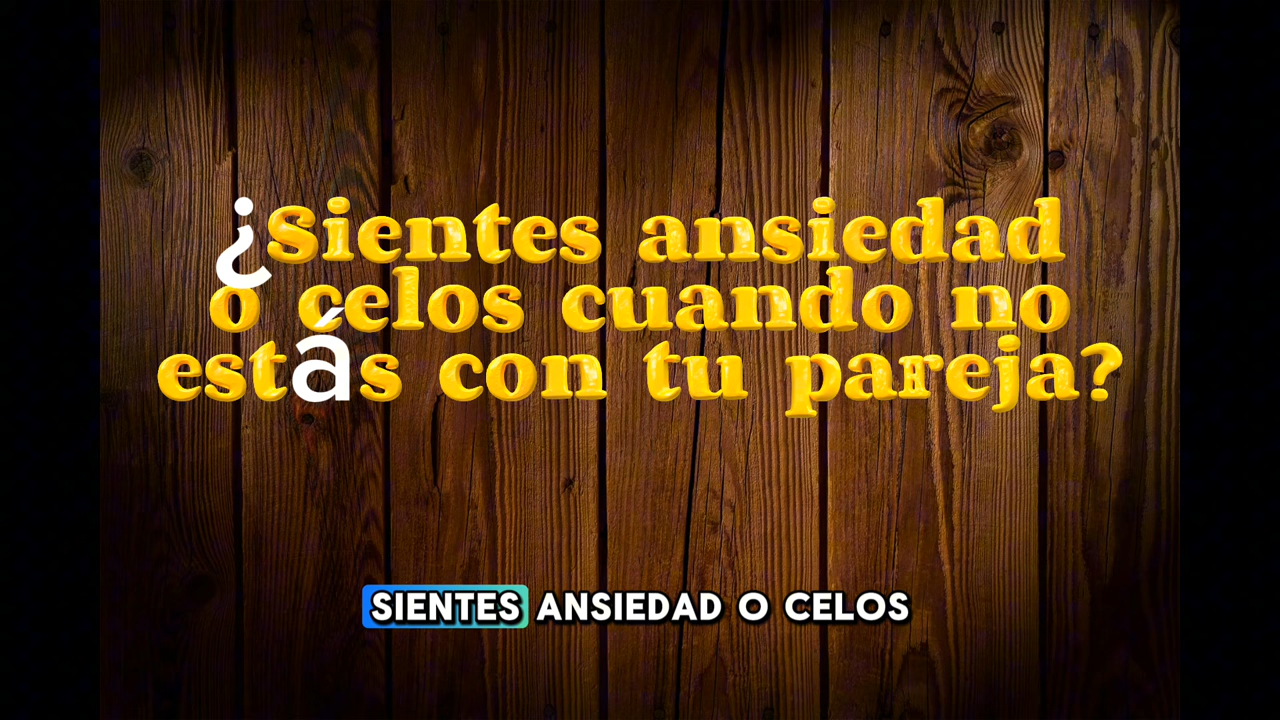 ¿Sientes ansiedad
o celos cuando no
estás con tu pareja?
SIENTES ANSIEDAD O CELOS